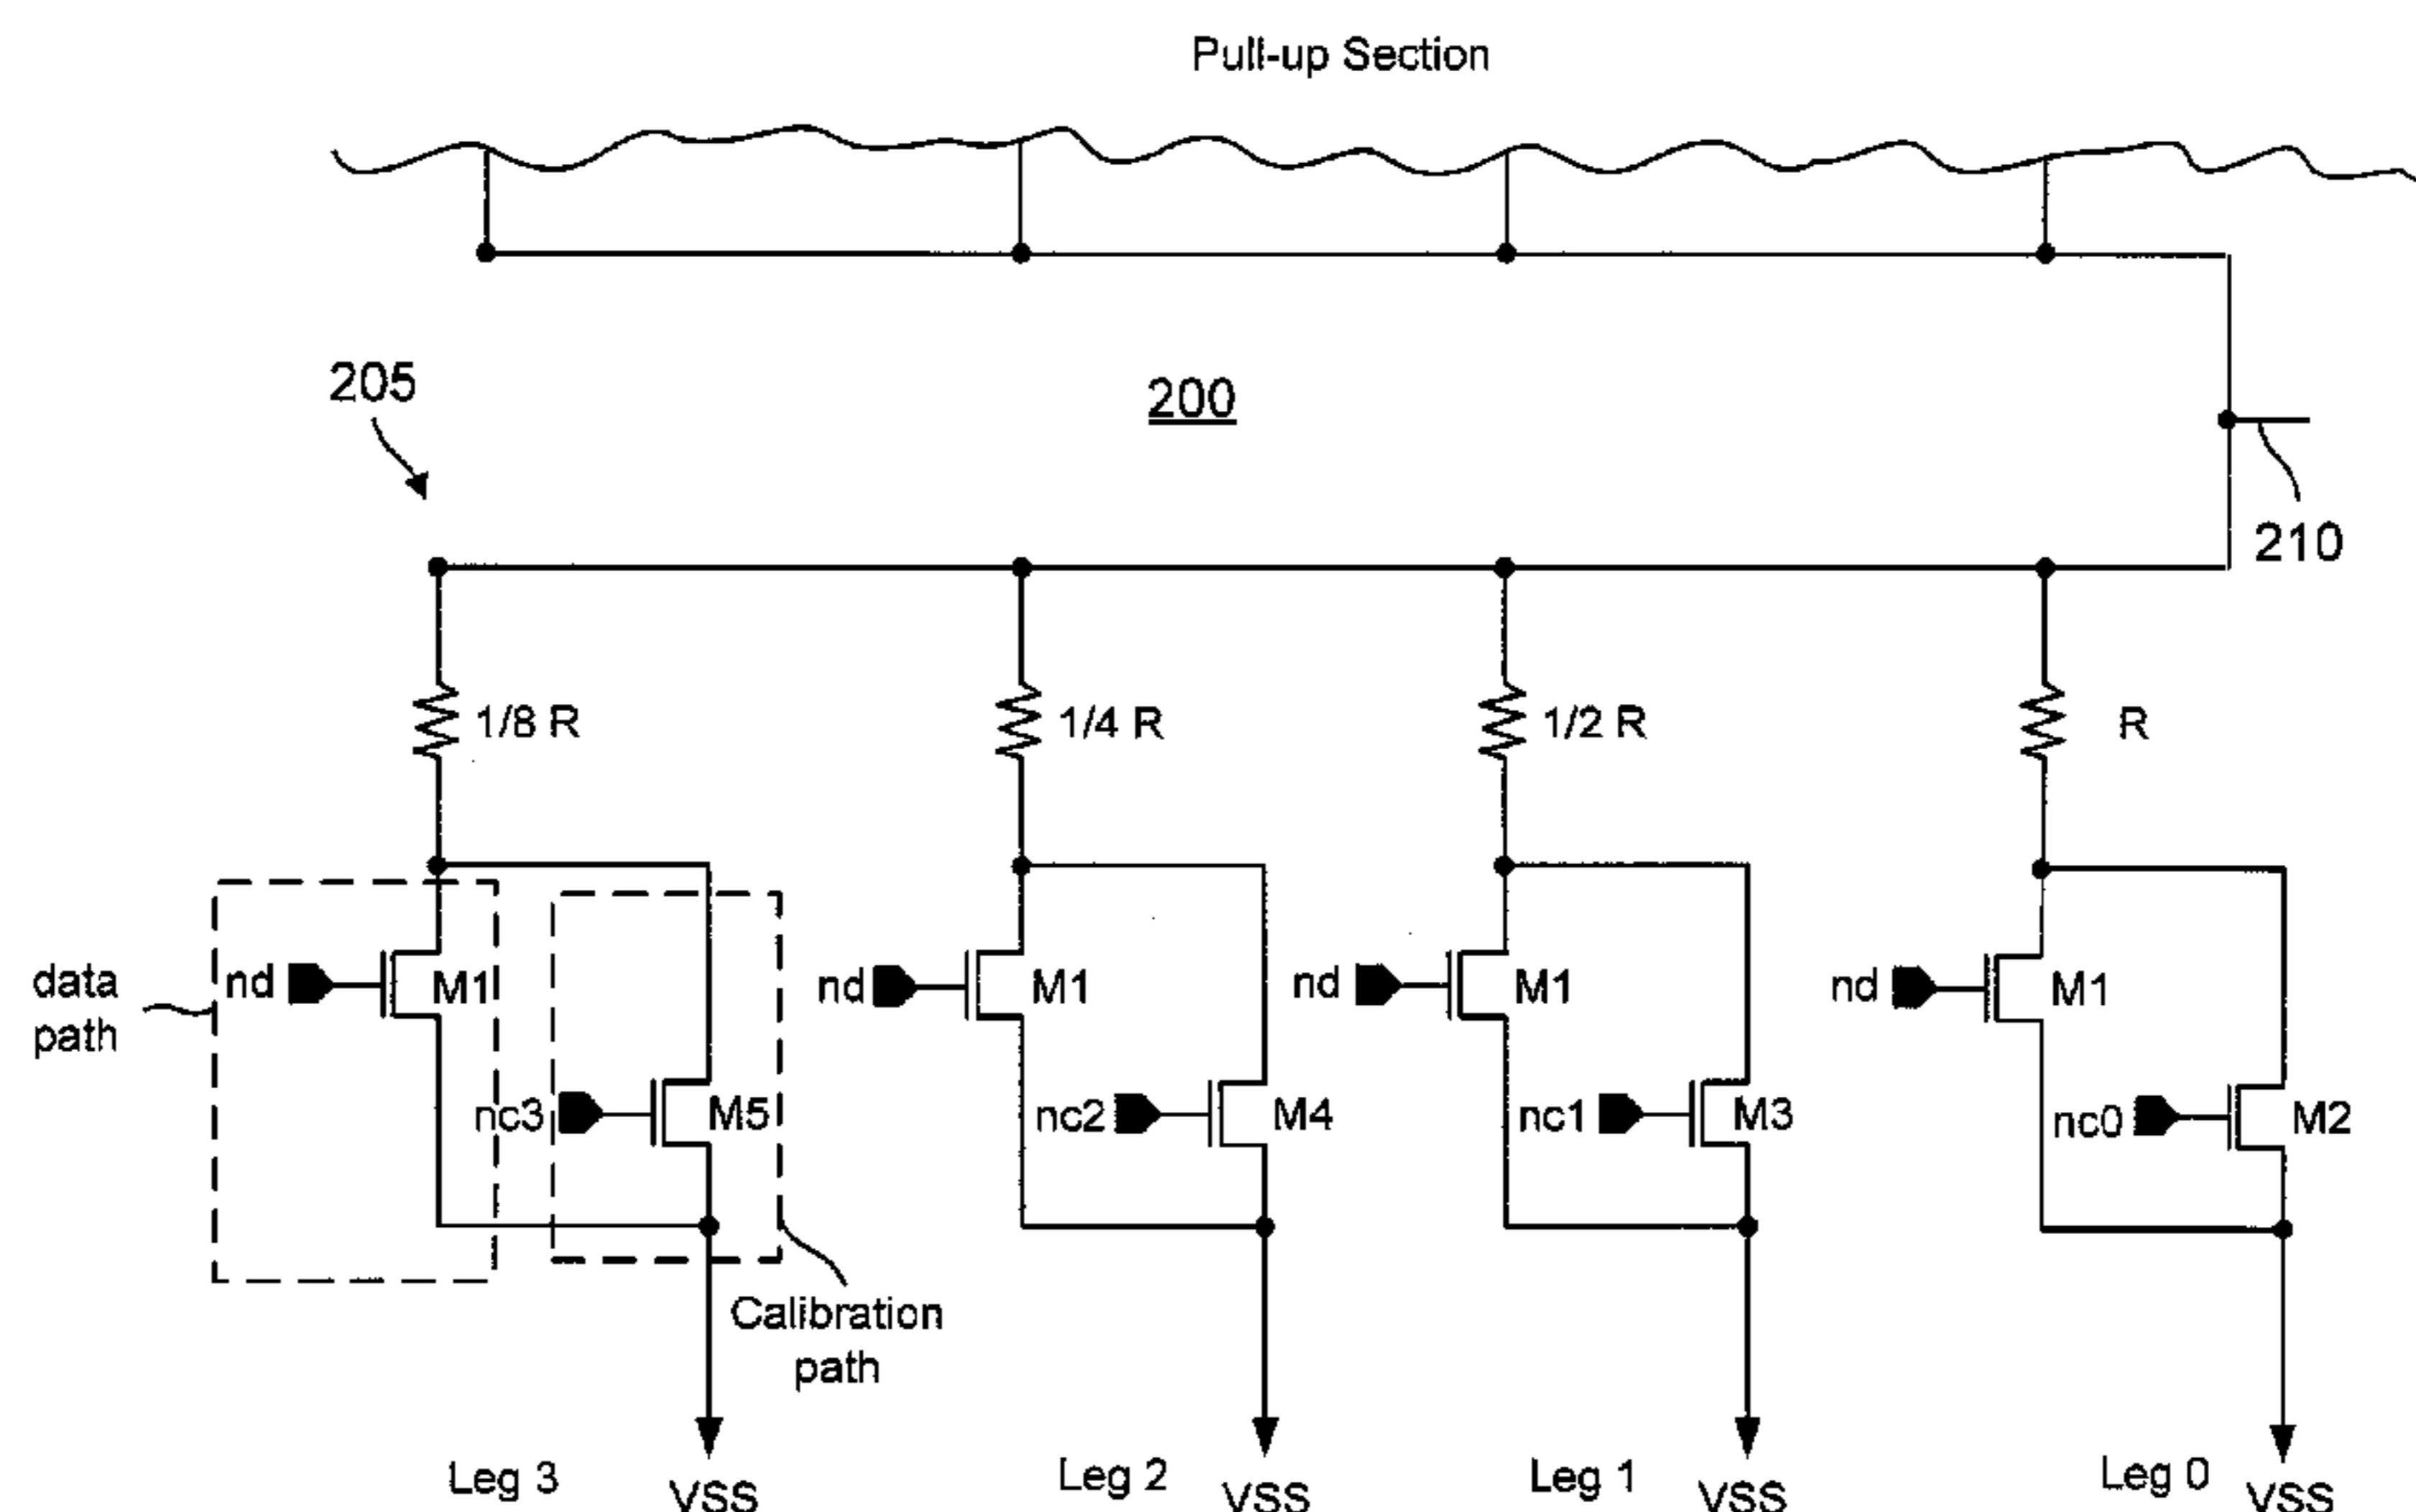 Pull-up Section
205
200
210
1/8 R
1/4 R
1/2 R
R
data
path
nd
M1
nd
M1
nd
M1
nd
M1
nc3
M5
nc2
M4
nc1
M3
nc0
M2
Calibration
path
Leg 3
VSS
Leg 2
VSS
Leg 1
VSS
Leg 0
VSS